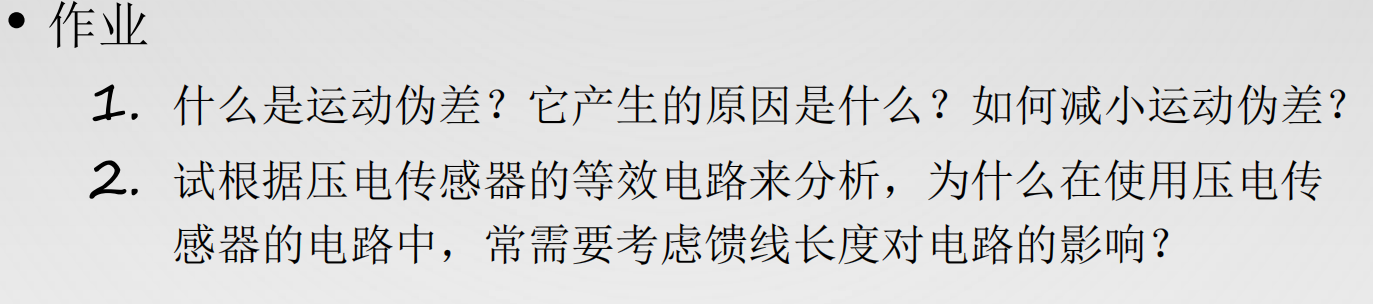 • 作业
1. 什么是运动伪差？它产生的原因是什么？如何减小运动伪差？
2. 试根据压电传感器的等效电路来分析，为什么在使用压电传
感器的电路中，常需要考虑馈线长度对电路的影响？